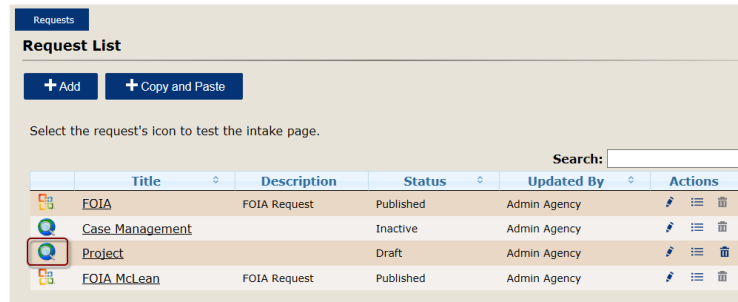 Requests
Request List
+ Add + Copy and Paste
Select the request's icon to test the intake page.
Search:
Title Description Status Updated By Actions
FOIA FOIA Request Published Admin Agency
Case Management Inactive Admin Agency
Project Draft Admin Agency
FOIA McLean FOIA Request Published Admin Agency